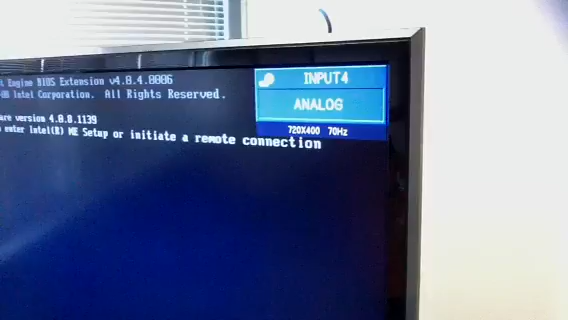 Engine BIOS Extension v4.0.4.0006
Intel Corporation. All Rights Reserved.
version 4.0.0.1139
enter Intel(R) ME Setup or initiate a remote connection
INPUT4
ANALOG
720X400 70Hz